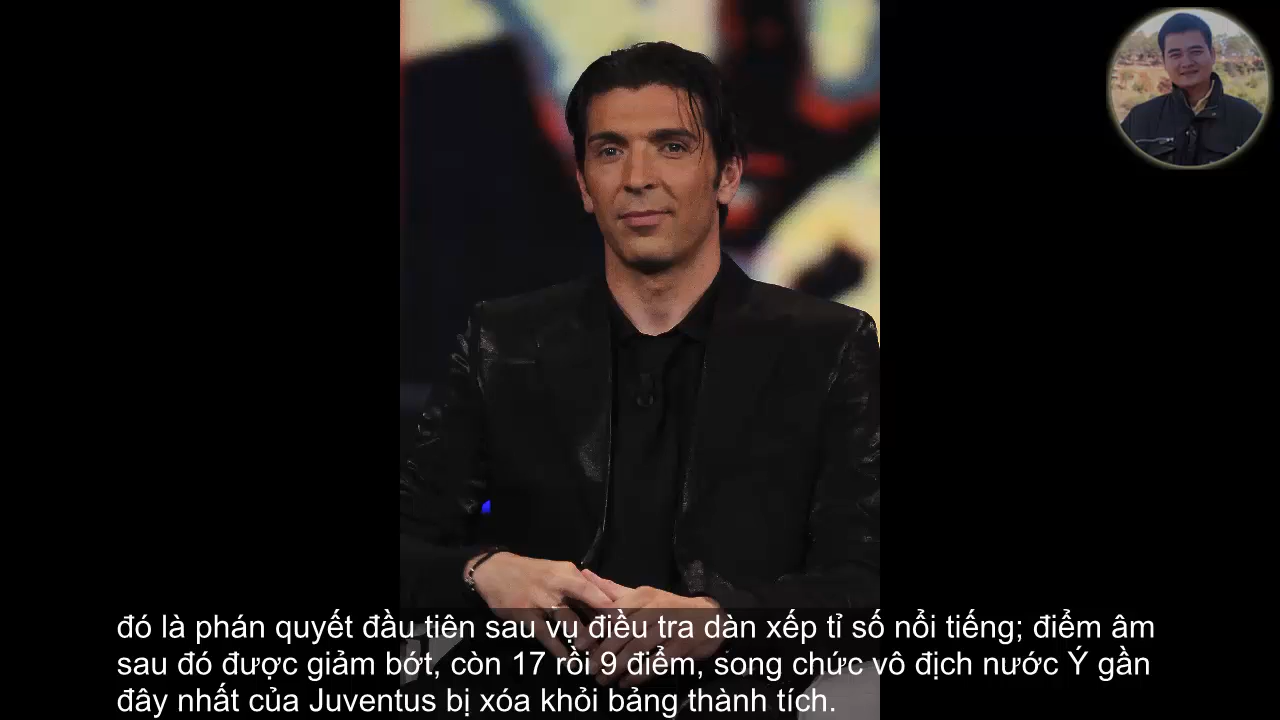 đó là phán quyết đầu tiên sau vụ điều tra dàn xếp tỉ số nổi tiếng; điểm âm
sau đó được giảm bớt, còn 17 rồi 9 điểm, song chức vô địch nước Ý gần
đây nhất của Juventus bị xóa khỏi bảng thành tích.